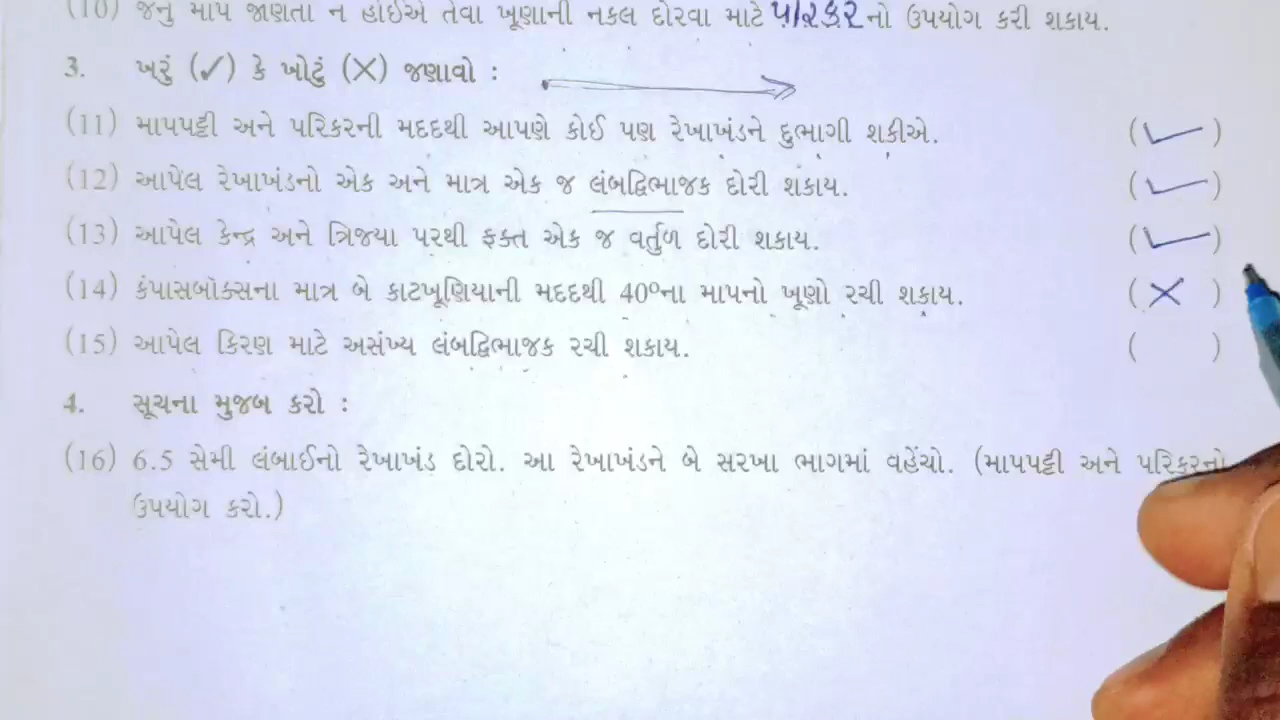 (10) જેનું માપ જાણતા ન હોઈએ તેવા ખૂણાની નકલ દોરવા માટે પરિકરનો ઉપયોગ કરી શકાય.
3. ખરું (✓) કે ખોટું (X) જણાવો :
(11) માપપટ્ટી અને પરિકરની મદદથી આપણે કોઈ પણ રેખાખંડને દુભાગી શકીએ. (✓)
(12) આપેલ રેખાખંડનો એક અને માત્ર એક જ લંબદ્વિભાજક દોરી શકાય. (✓)
(13) આપેલ કેન્દ્ર અને ત્રિજ્યા પરથી ફક્ત એક જ વર્તુળ દોરી શકાય. (✓)
(14) કંપાસબૉક્સના માત્ર બે કાટખૂણિયાની મદદથી 40°ના માપનો ખૂણો રચી શકાય. (X)
(15) આપેલ કિરણ માટે અસંખ્ય લંબદ્વિભાજક રચી શકાય. ( )
4. સૂચના મુજબ કરો :
(16) 6.5 સેમી લંબાઈનો રેખાખંડ દોરો. આ રેખાખંડને બે સરખા ભાગમાં વહેંચો. (માપપટ્ટી અને પરિકરનો
ઉપયોગ કરો.)